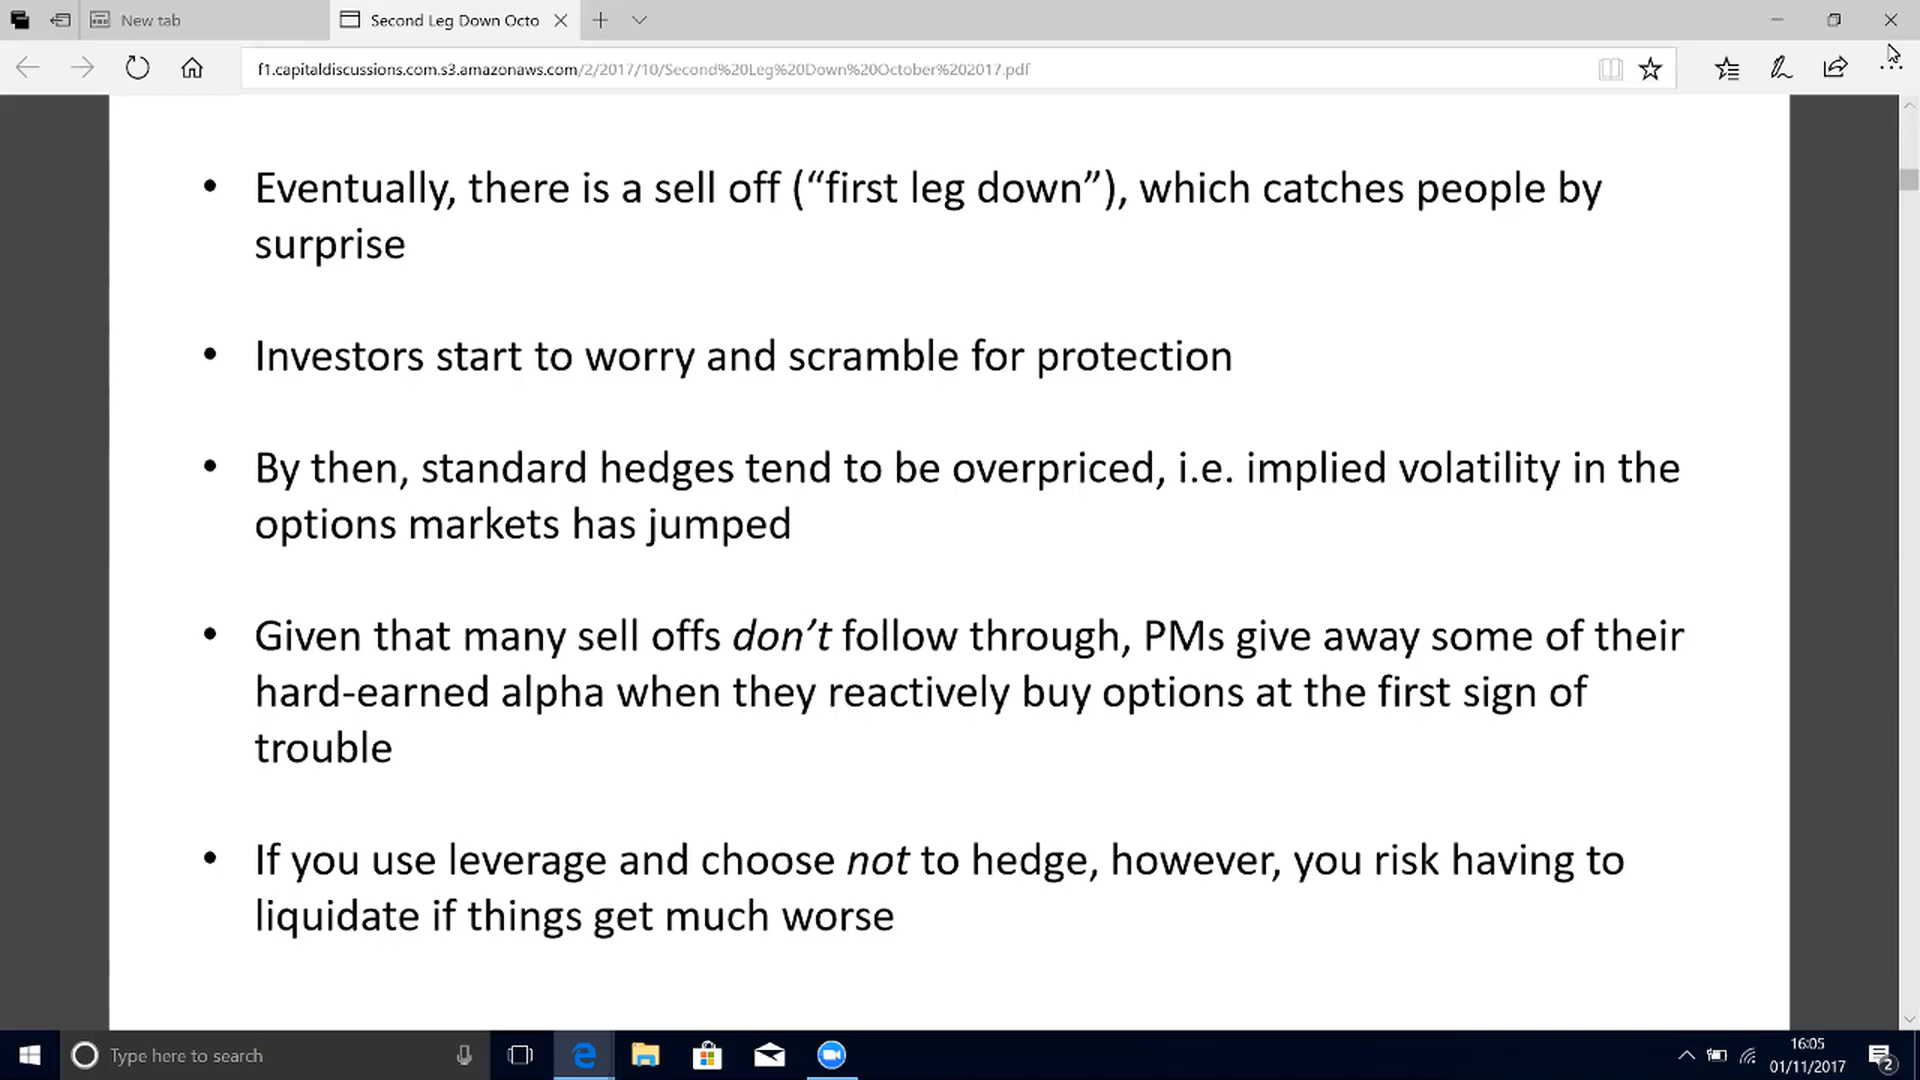 New tab
Second Leg Down Octo
f1.capitaldiscussions.com.s3.amazonaws.com/2/2017/10/Second%20Leg%20Down%20October%202017.pdf
• Eventually, there is a sell off (“first leg down”), which catches people by
surprise
• Investors start to worry and scramble for protection
• By then, standard hedges tend to be overpriced, i.e. implied volatility in the
options markets has jumped
• Given that many sell offs don’t follow through, PMs give away some of their
hard-earned alpha when they reactively buy options at the first sign of
trouble
• If you use leverage and choose not to hedge, however, you risk having to
liquidate if things get much worse
Type here to search
16:05
01/11/2017
2